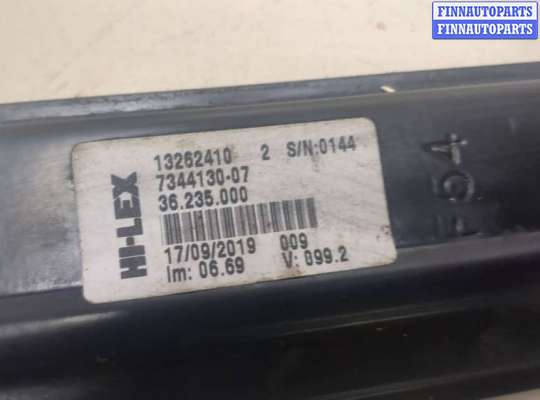 FINNAUTOPARTS
FINNAUTOPARTS
HI-LEX
13262410 2 S/N:0144
7344130-07
36.235.000
17/09/2019 009
Im: 06.69 V: 099.2